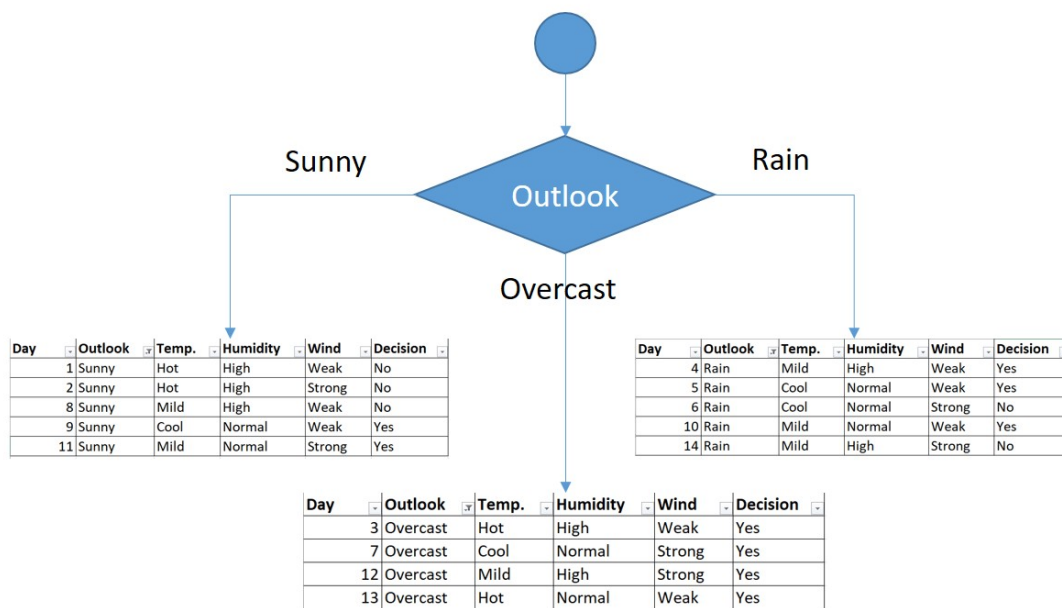 Sunny
Rain
Outlook
Overcast
Day Outlook Temp. Humidity Wind Decision
1 Sunny Hot High Weak No
2 Sunny Hot High Strong No
8 Sunny Mild High Weak No
9 Sunny Cool Normal Weak Yes
11 Sunny Mild Normal Strong Yes
Day Outlook Temp. Humidity Wind Decision
4 Rain Mild High Weak Yes
5 Rain Cool Normal Weak Yes
6 Rain Cool Normal Strong No
10 Rain Mild Normal Weak Yes
14 Rain Mild High Strong No
Day Outlook Temp. Humidity Wind Decision
3 Overcast Hot High Weak Yes
7 Overcast Cool Normal Strong Yes
12 Overcast Mild High Strong Yes
13 Overcast Hot Normal Weak Yes